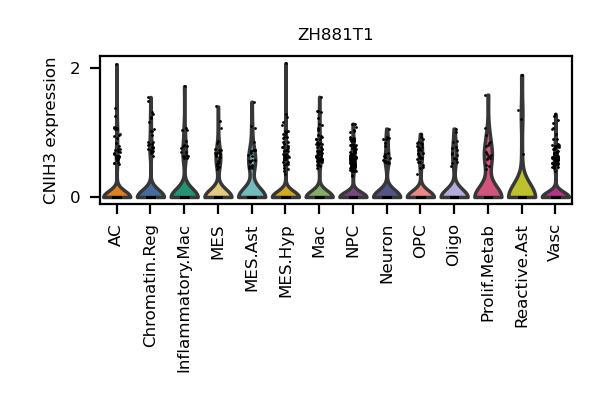 ZH881T1
CNIH3 expression
2
0
AC
Chromatin.Reg
Inflammatory.Mac
MES
MES.Ast
MES.Hyp
Mac
NPC
Neuron
OPC
Oligo
Prolif.Metab
Reactive.Ast
Vasc